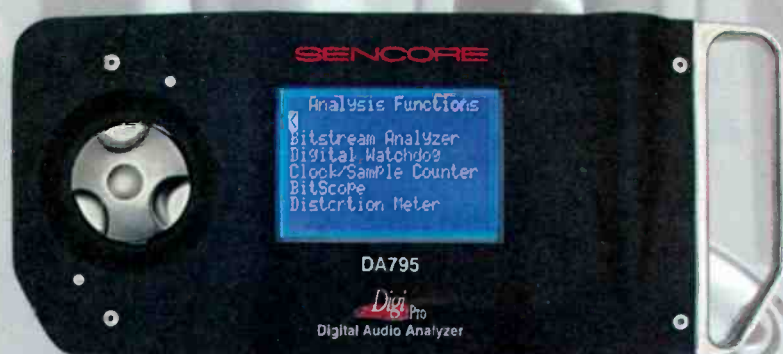 SENCORE
Analysis Functions
<
Bitstream Analyzer
Digital Watchdog
Clock/Sample Counter
BitScope
Distortion Meter
DA795
Digi Pro
Digital Audio Analyzer